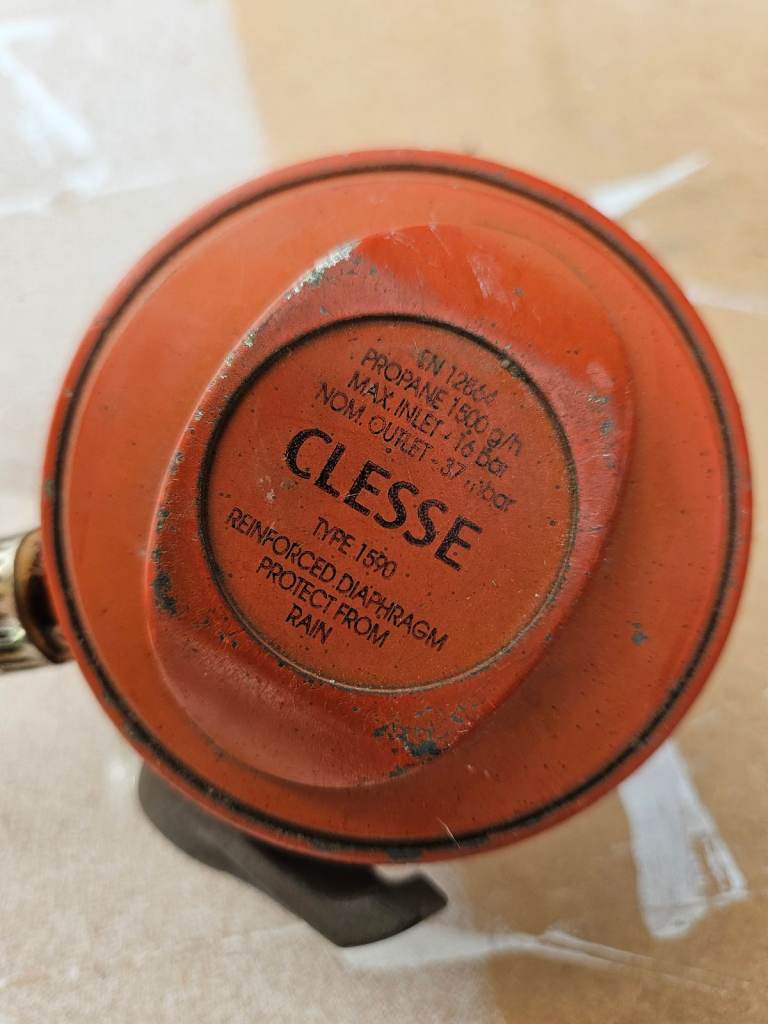 EN 12864
PROPANE 1500 g/h
MAX. INLET - 16 Bar
NOM. OUTLET - 37 mbar
CLESSE
TYPE 1590
REINFORCED DIAPHRAGM
PROTECT FROM
RAIN